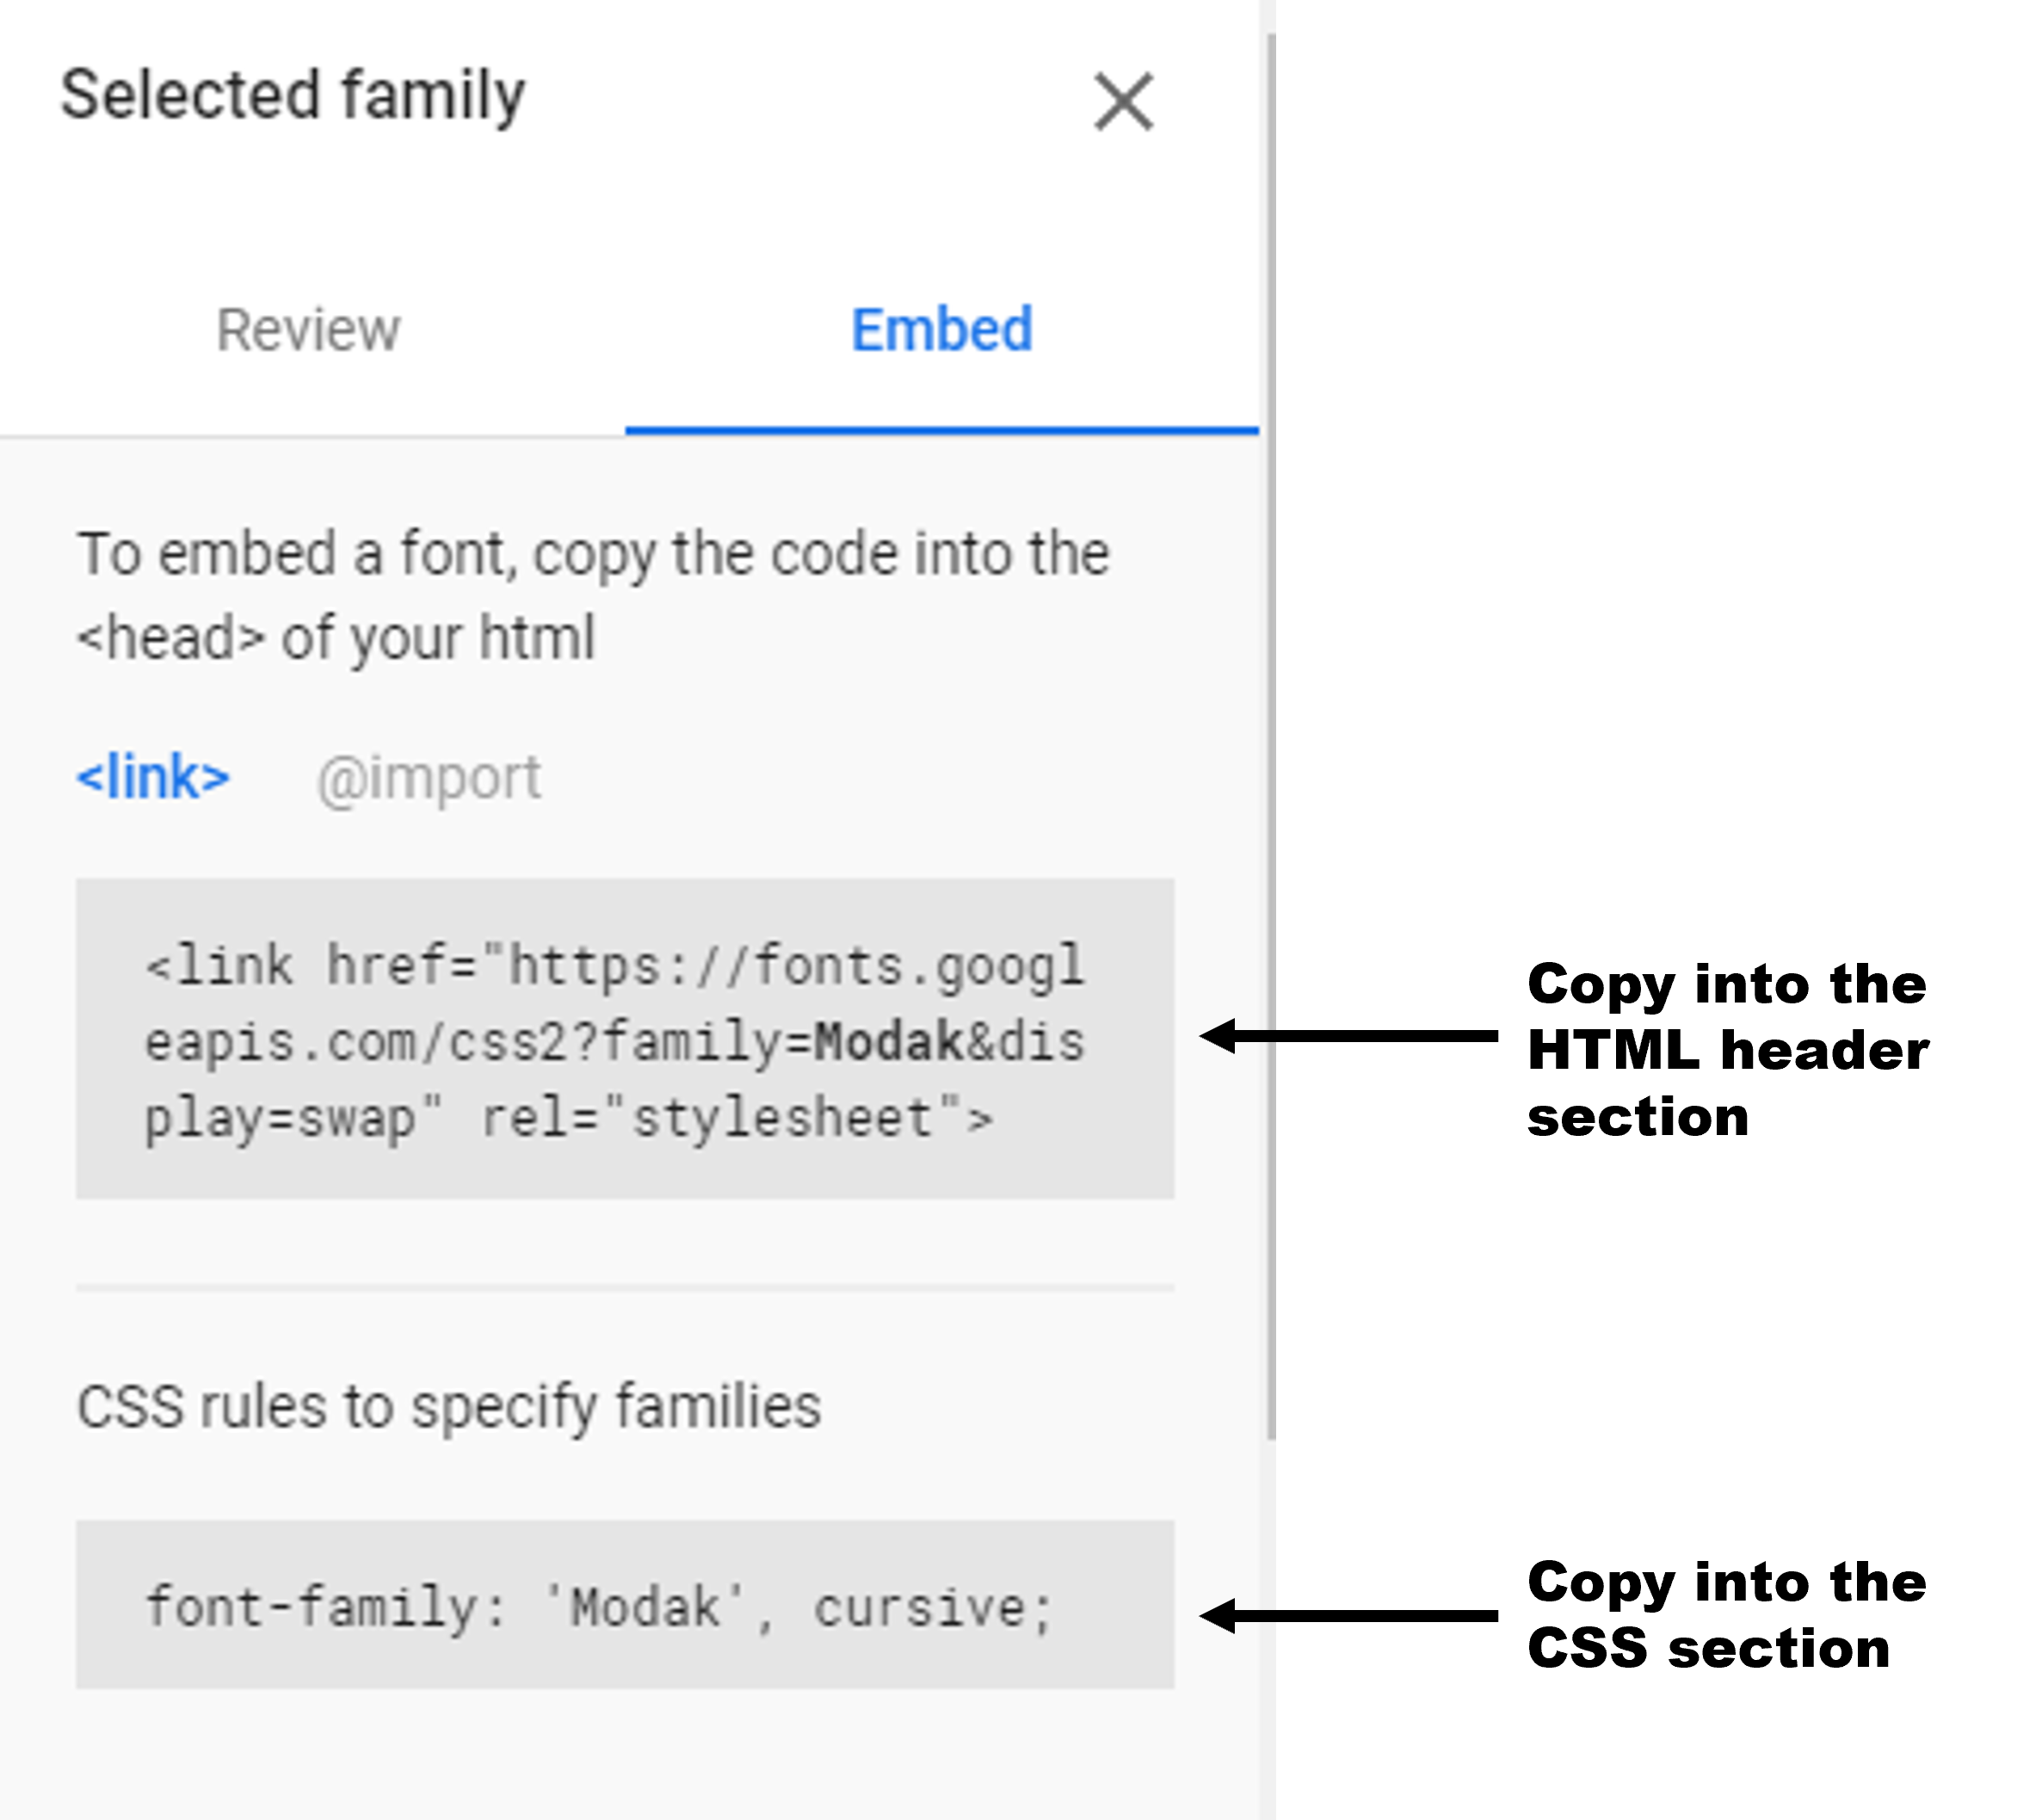 Selected family
Review Embed
To embed a font, copy the code into the
<head> of your html
<link> @import
<link href="https://fonts.googl
eapis.com/css2?family=Modak&dis
play=swap" rel="stylesheet">
Copy into the
HTML header
section
CSS rules to specify families
font-family: 'Modak', cursive;
Copy into the
CSS section